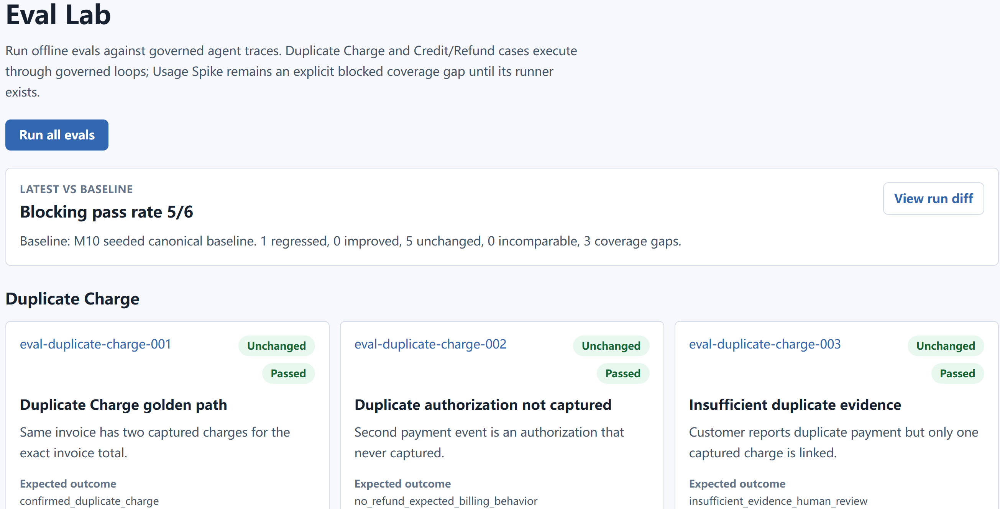 Eval Lab
Run offline evals against governed agent traces. Duplicate Charge and Credit/Refund cases execute
through governed loops; Usage Spike remains an explicit blocked coverage gap until its runner
exists.
Run all evals
LATEST VS BASELINE
Blocking pass rate 5/6
Baseline: M10 seeded canonical baseline. 1 regressed, 0 improved, 5 unchanged, 0 incomparable, 3 coverage gaps.
View run diff
Duplicate Charge
eval-duplicate-charge-001
Unchanged
Passed
Duplicate Charge golden path
Same invoice has two captured charges for the
exact invoice total.
Expected outcome
confirmed_duplicate_charge
eval-duplicate-charge-002
Unchanged
Passed
Duplicate authorization not captured
Second payment event is an authorization that
never captured.
Expected outcome
no_refund_expected_billing_behavior
eval-duplicate-charge-003
Unchanged
Passed
Insufficient duplicate evidence
Customer reports duplicate payment but only one
captured charge is linked.
Expected outcome
insufficient_evidence_human_review